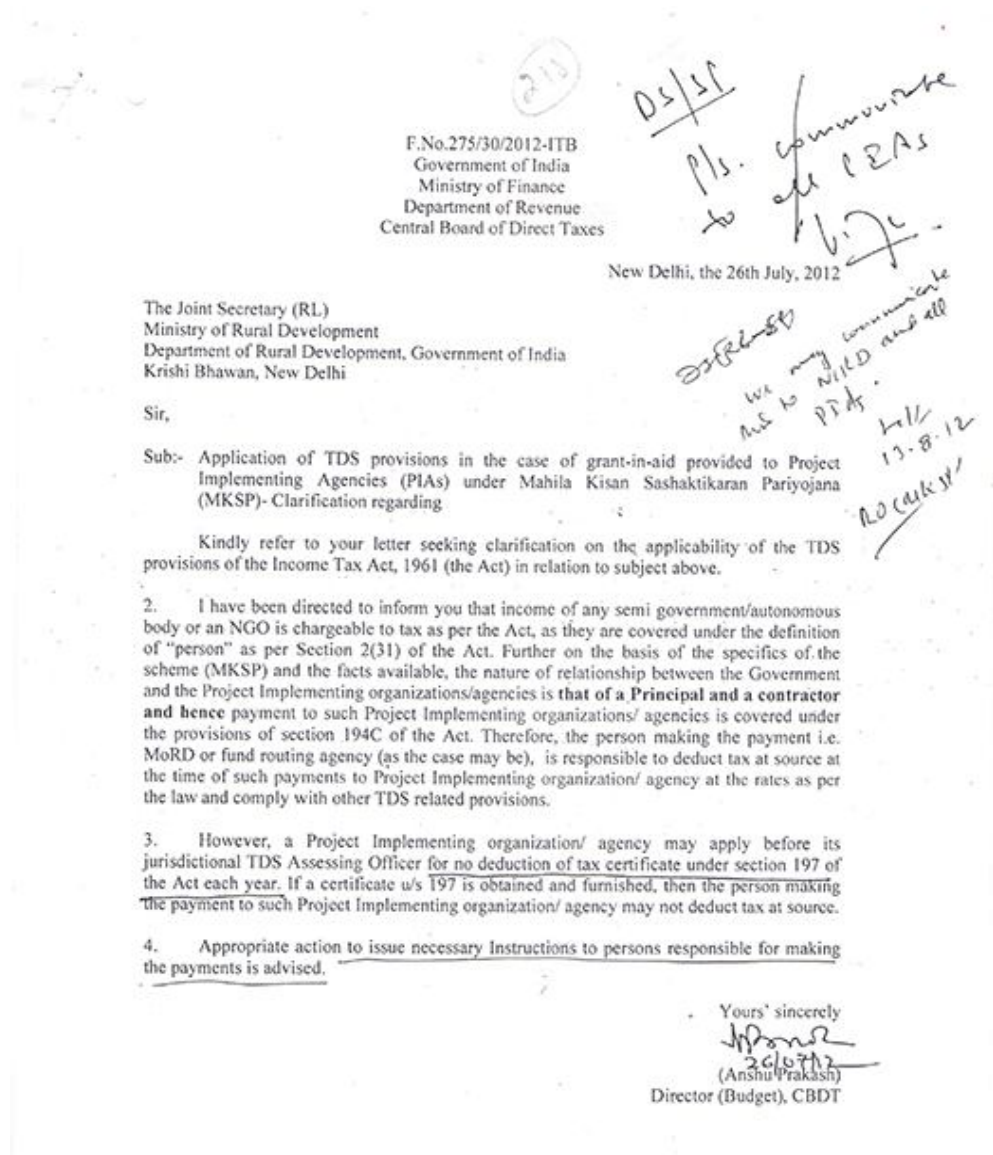 213
DS/SP
Pls. communicate
to all PIAs
F.No.275/30/2012-ITB
Government of India
Ministry of Finance
Department of Revenue
Central Board of Direct Taxes
New Delhi, the 26th July, 2012
The Joint Secretary (RL)
Ministry of Rural Development
Department of Rural Development, Government of India
Krishi Bhawan, New Delhi
we may communicate
this to NIRD and all
PIAs.
13.8.12
RO (MKSP)
Sir,
Sub:- Application of TDS provisions in the case of grant-in-aid provided to Project
Implementing Agencies (PIAs) under Mahila Kisan Sashaktikaran Pariyojana
(MKSP)- Clarification regarding
Kindly refer to your letter seeking clarification on the applicability of the TDS
provisions of the Income Tax Act, 1961 (the Act) in relation to subject above.
2. I have been directed to inform you that income of any semi government/autonomous
body or an NGO is chargeable to tax as per the Act, as they are covered under the definition
of "person" as per Section 2(31) of the Act. Further on the basis of the specifics of the
scheme (MKSP) and the facts available, the nature of relationship between the Government
and the Project Implementing organizations/agencies is that of a Principal and a contractor
and hence payment to such Project Implementing organizations/ agencies is covered under
the provisions of section 194C of the Act. Therefore, the person making the payment i.e.
MoRD or fund routing agency (as the case may be), is responsible to deduct tax at source at
the time of such payments to Project Implementing organization/ agency at the rates as per
the law and comply with other TDS related provisions.
3. However, a Project Implementing organization/ agency may apply before its
jurisdictional TDS Assessing Officer for no deduction of tax certificate under section 197 of
the Act each year. If a certificate u/s 197 is obtained and furnished, then the person making
the payment to such Project Implementing organization/ agency may not deduct tax at source.
4. Appropriate action to issue necessary Instructions to persons responsible for making
the payments is advised.
Yours' sincerely
26/07/12
(Anshu Prakash)
Director (Budget), CBDT